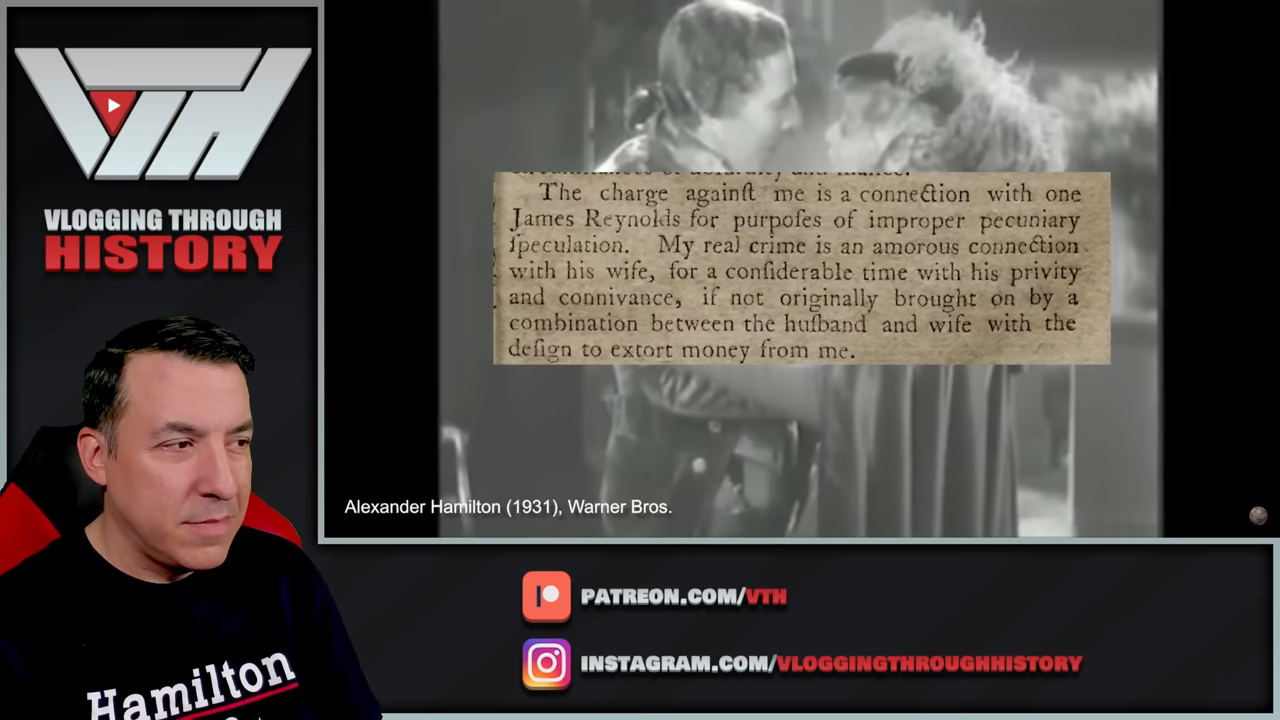 VTH
VLOGGING THROUGH
HISTORY
The charge againſt me is a connection with one
James Reynolds for purpoſes of improper pecuniary
ſpeculation. My real crime is an amorous connection
with his wife, for a conſiderable time with his privity
and connivance, if not originally brought on by a
combination between the huſband and wife with the
deſign to extort money from me.
Alexander Hamilton (1931), Warner Bros.
PATREON.COM/VTH
INSTAGRAM.COM/VLOGGINGTHROUGHHISTORY
Hamilton